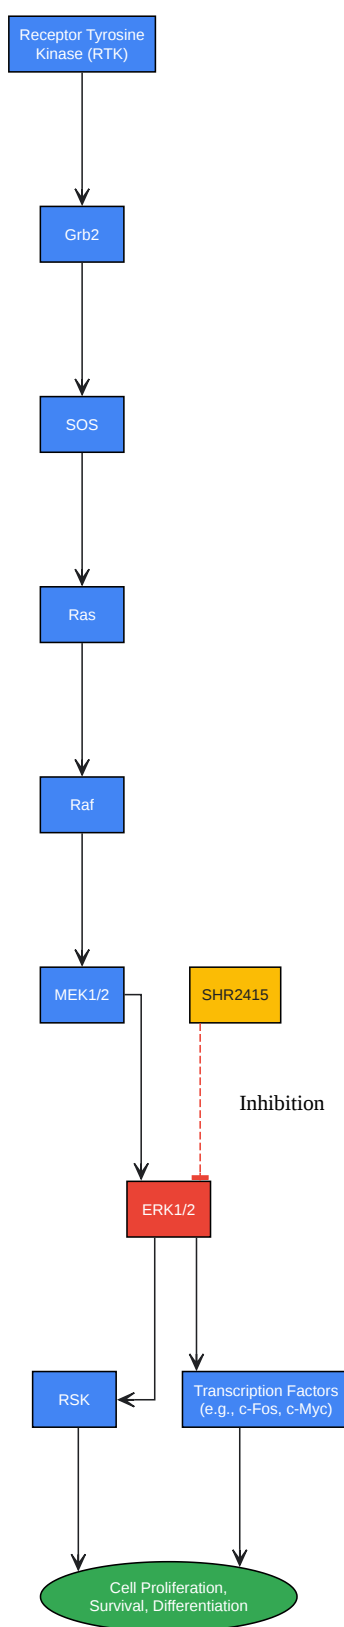 Receptor Tyrosine
Kinase (RTK)
Grb2
SOS
Ras
Raf
MEK1/2
SHR2415
Inhibition
ERK1/2
RSK
Transcription Factors
(e.g., c-Fos, c-Myc)
Cell Proliferation,
Survival, Differentiation